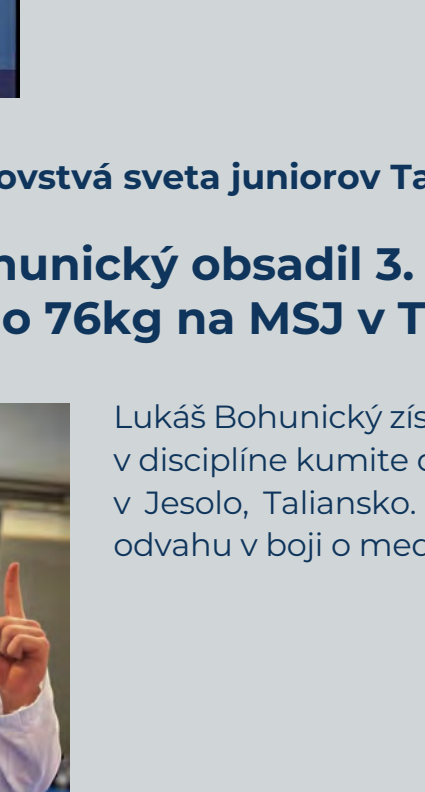 ovstvá sveta juniorov Ta
hunický obsadil 3.
o 76kg na MSJ v T
Lukáš Bohunický zís
v disciplíne kumite
v Jesolo, Taliansko.
odvahu v boji o med